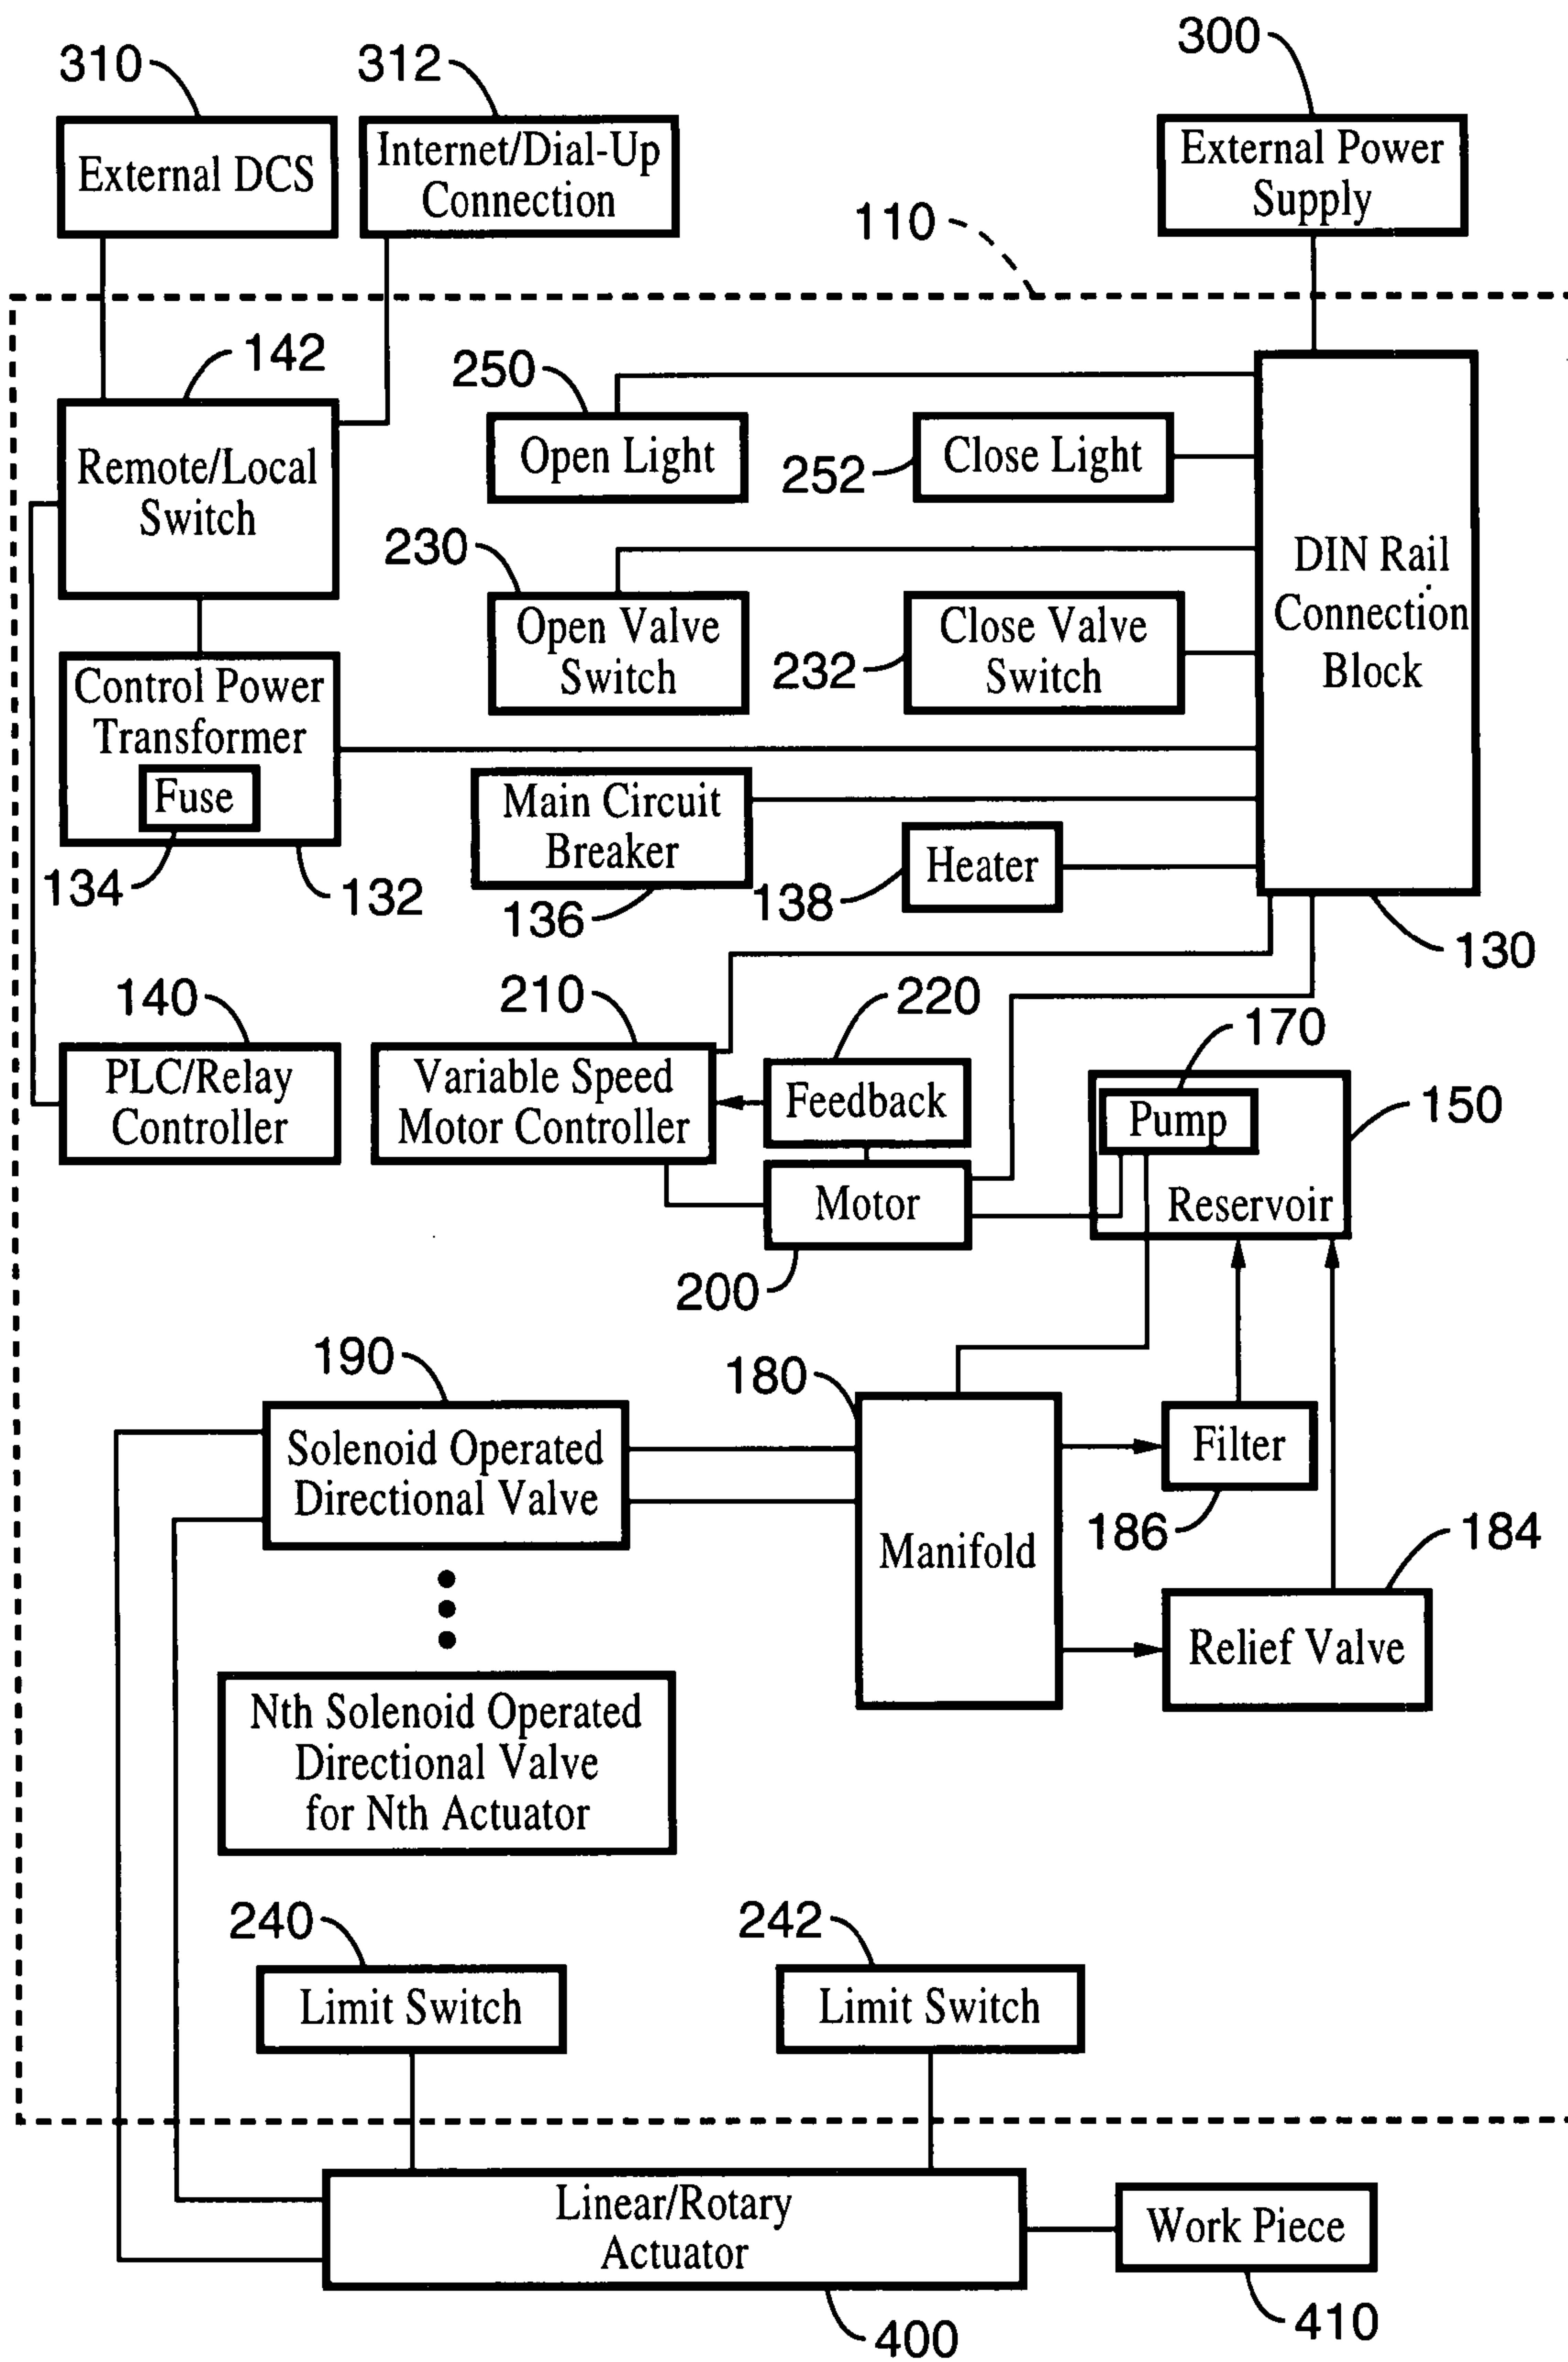 310
312
300
External DCS
Internet/Dial-Up
Connection
External Power
Supply
110
142
250
Open Light
252
Close Light
Remote/Local
Switch
230
Open Valve
Switch
232
Close Valve
Switch
DIN Rail
Connection
Block
Control Power
Transformer
Fuse
134
132
Main Circuit
Breaker
136
138
Heater
130
140
PLC/Relay
Controller
210
Variable Speed
Motor Controller
220
Feedback
Motor
200
170
Pump
150
Reservoir
190
Solenoid Operated
Directional Valve
180
Manifold
Filter
186
184
Relief Valve
Nth Solenoid Operated
Directional Valve
for Nth Actuator
240
Limit Switch
242
Limit Switch
Linear/Rotary
Actuator
400
Work Piece
410